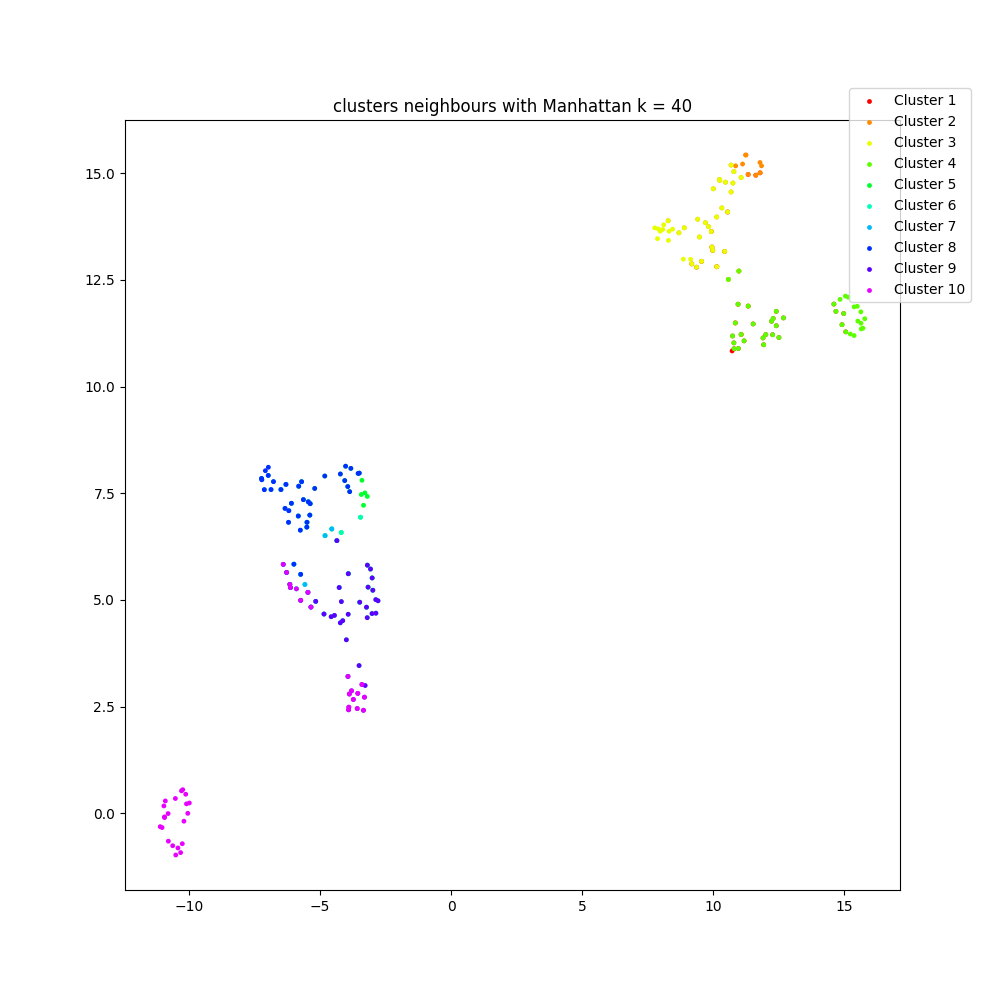 clusters neighbours with Manhattan k = 40
Cluster 1
Cluster 2
Cluster 3
Cluster 4
Cluster 5
Cluster 6
Cluster 7
Cluster 8
Cluster 9
Cluster 10
15.0
12.5
10.0
7.5
5.0
2.5
0.0
−10 −5 0 5 10 15